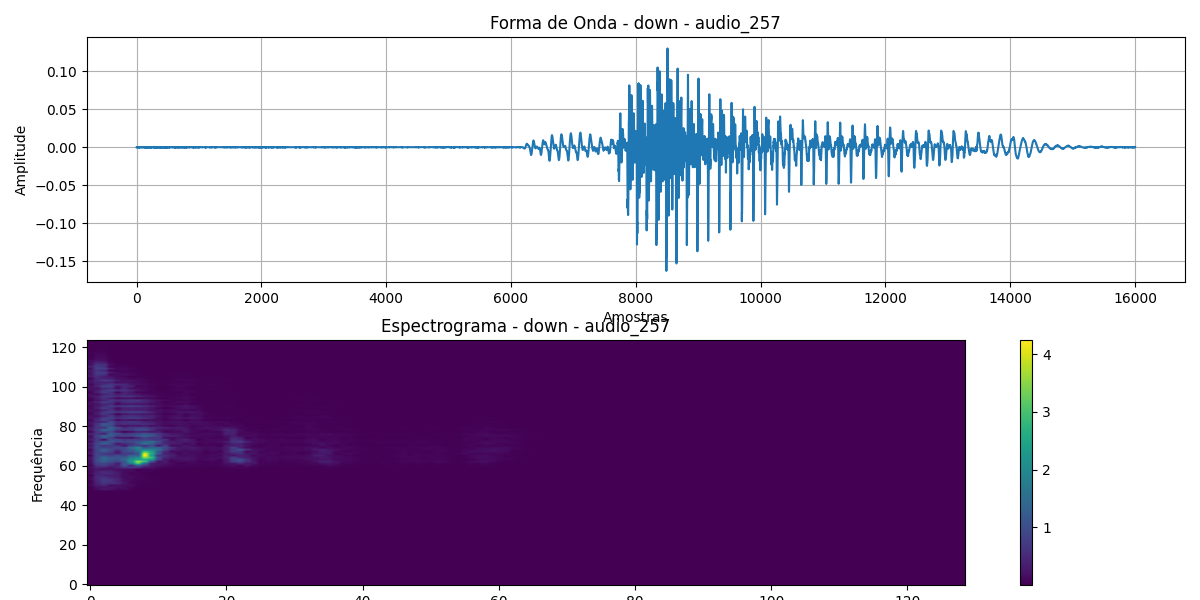 Forma de Onda - down - audio_257
Amplitude
0.10
0.05
0.00
−0.05
−0.10
−0.15
0 2000 4000 6000 8000 10000 12000 14000 16000
Amostras
Espectrograma - down - audio_257
Frequência
120
100
80
60
40
20
0
4
3
2
1
0 20 40 60 80 100 120